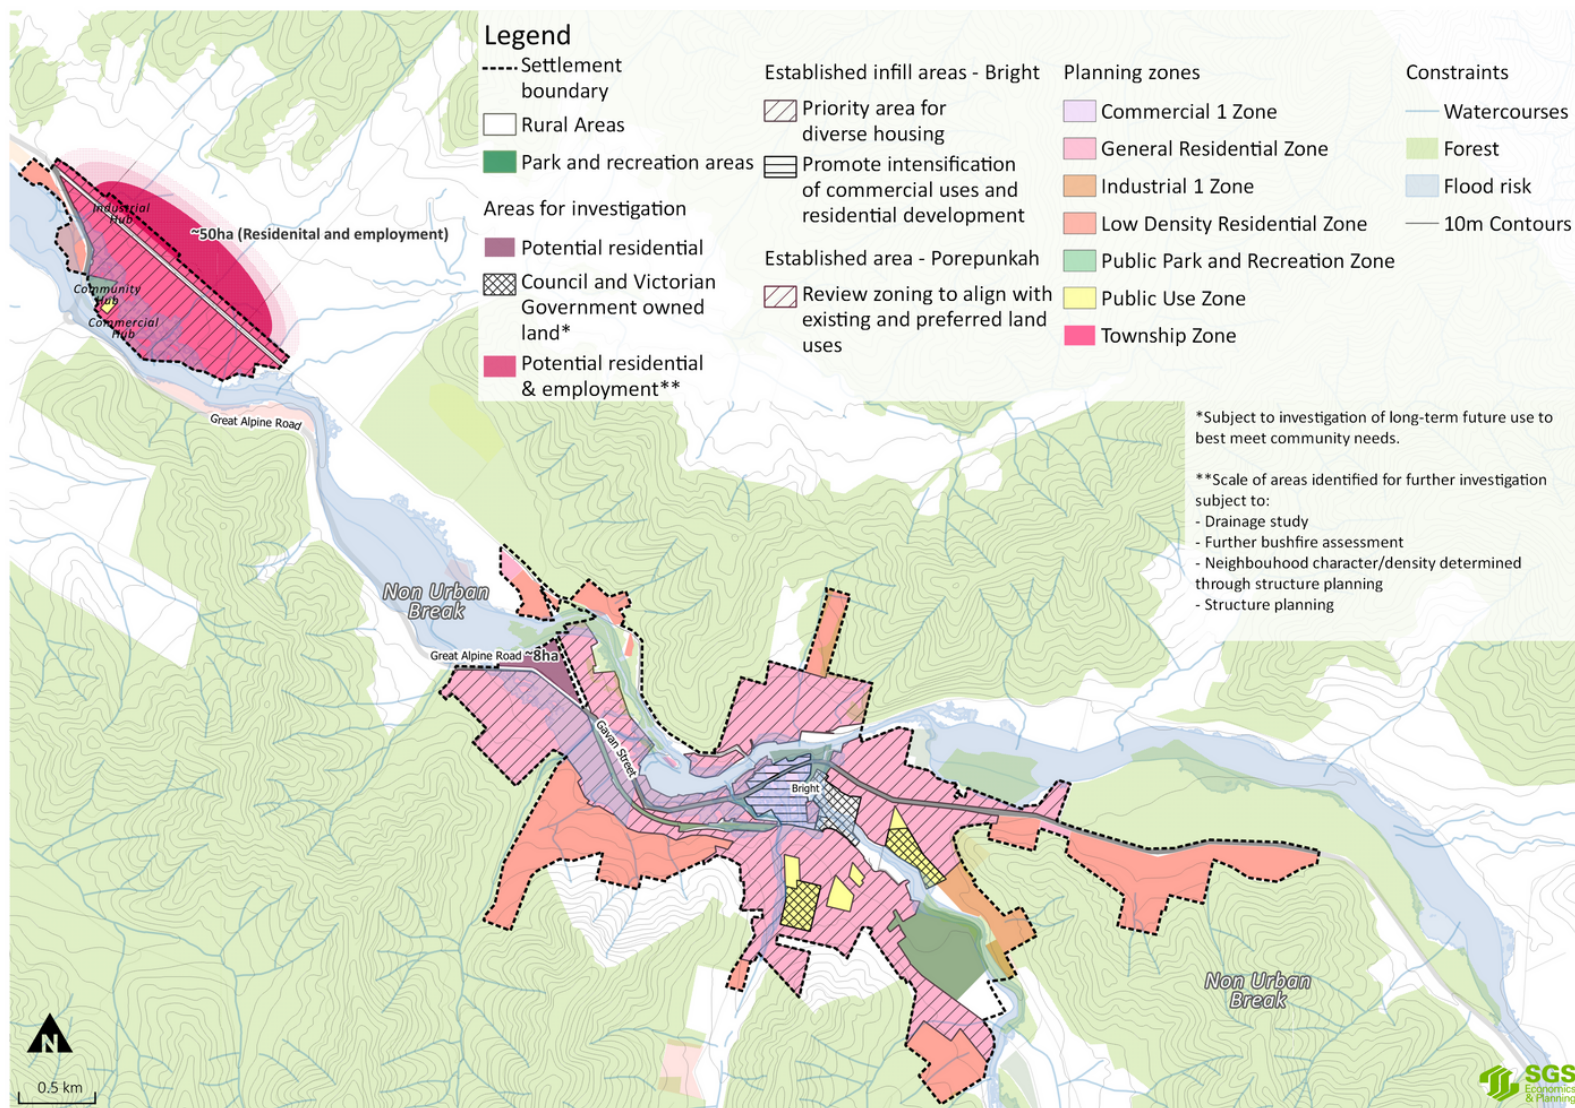 Legend
Settlement
boundary
Rural Areas
Park and recreation areas
Areas for investigation
Potential residential
Council and Victorian
Government owned
land*
Potential residential
& employment**
Established infill areas - Bright
Priority area for
diverse housing
Promote intensification
of commercial uses and
residential development
Established area - Porepunkah
Review zoning to align with
existing and preferred land
uses
Planning zones
Commercial 1 Zone
General Residential Zone
Industrial 1 Zone
Low Density Residential Zone
Public Park and Recreation Zone
Public Use Zone
Township Zone
Constraints
Watercourses
Forest
Flood risk
10m Contours
*Subject to investigation of long-term future use to
best meet community needs.
**Scale of areas identified for further investigation
subject to:
- Drainage study
- Further bushfire assessment
- Neighbouhood character/density determined
through structure planning
- Structure planning
Industrial
Hub
~50ha (Residenital and employment)
Community
Hub
Commercial
Hub
Great Alpine Road
Non Urban
Break
Great Alpine Road ~8ha
Gavan Street
Bright
Non Urban
Break
N
0.5 km
SGS
Economics
& Planning